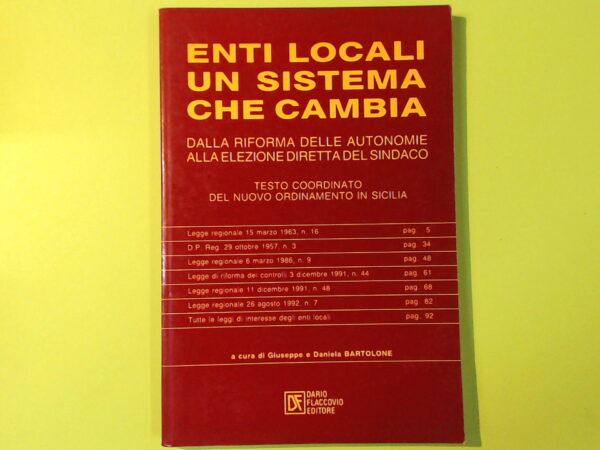 ENTI LOCALI
UN SISTEMA
CHE CAMBIA
DALLA RIFORMA DELLE AUTONOMIE
ALLA ELEZIONE DIRETTA DEL SINDACO
TESTO COORDINATO
DEL NUOVO ORDINAMENTO IN SICILIA
Legge regionale 15 marzo 1963, n. 16 pag. 5
D.P. Reg. 29 ottobre 1957, n. 3 pag. 34
Legge regionale 6 marzo 1986, n. 9 pag. 48
Legge di riforma dei controlli 3 dicembre 1991, n. 44 pag. 61
Legge regionale 11 dicembre 1991, n. 48 pag. 68
Legge regionale 26 agosto 1992, n. 7 pag. 82
Tutte le leggi di interesse degli enti locali pag. 92
a cura di Giuseppe e Daniela BARTOLONE
DF DARIO
FLACCOVIO
EDITORE